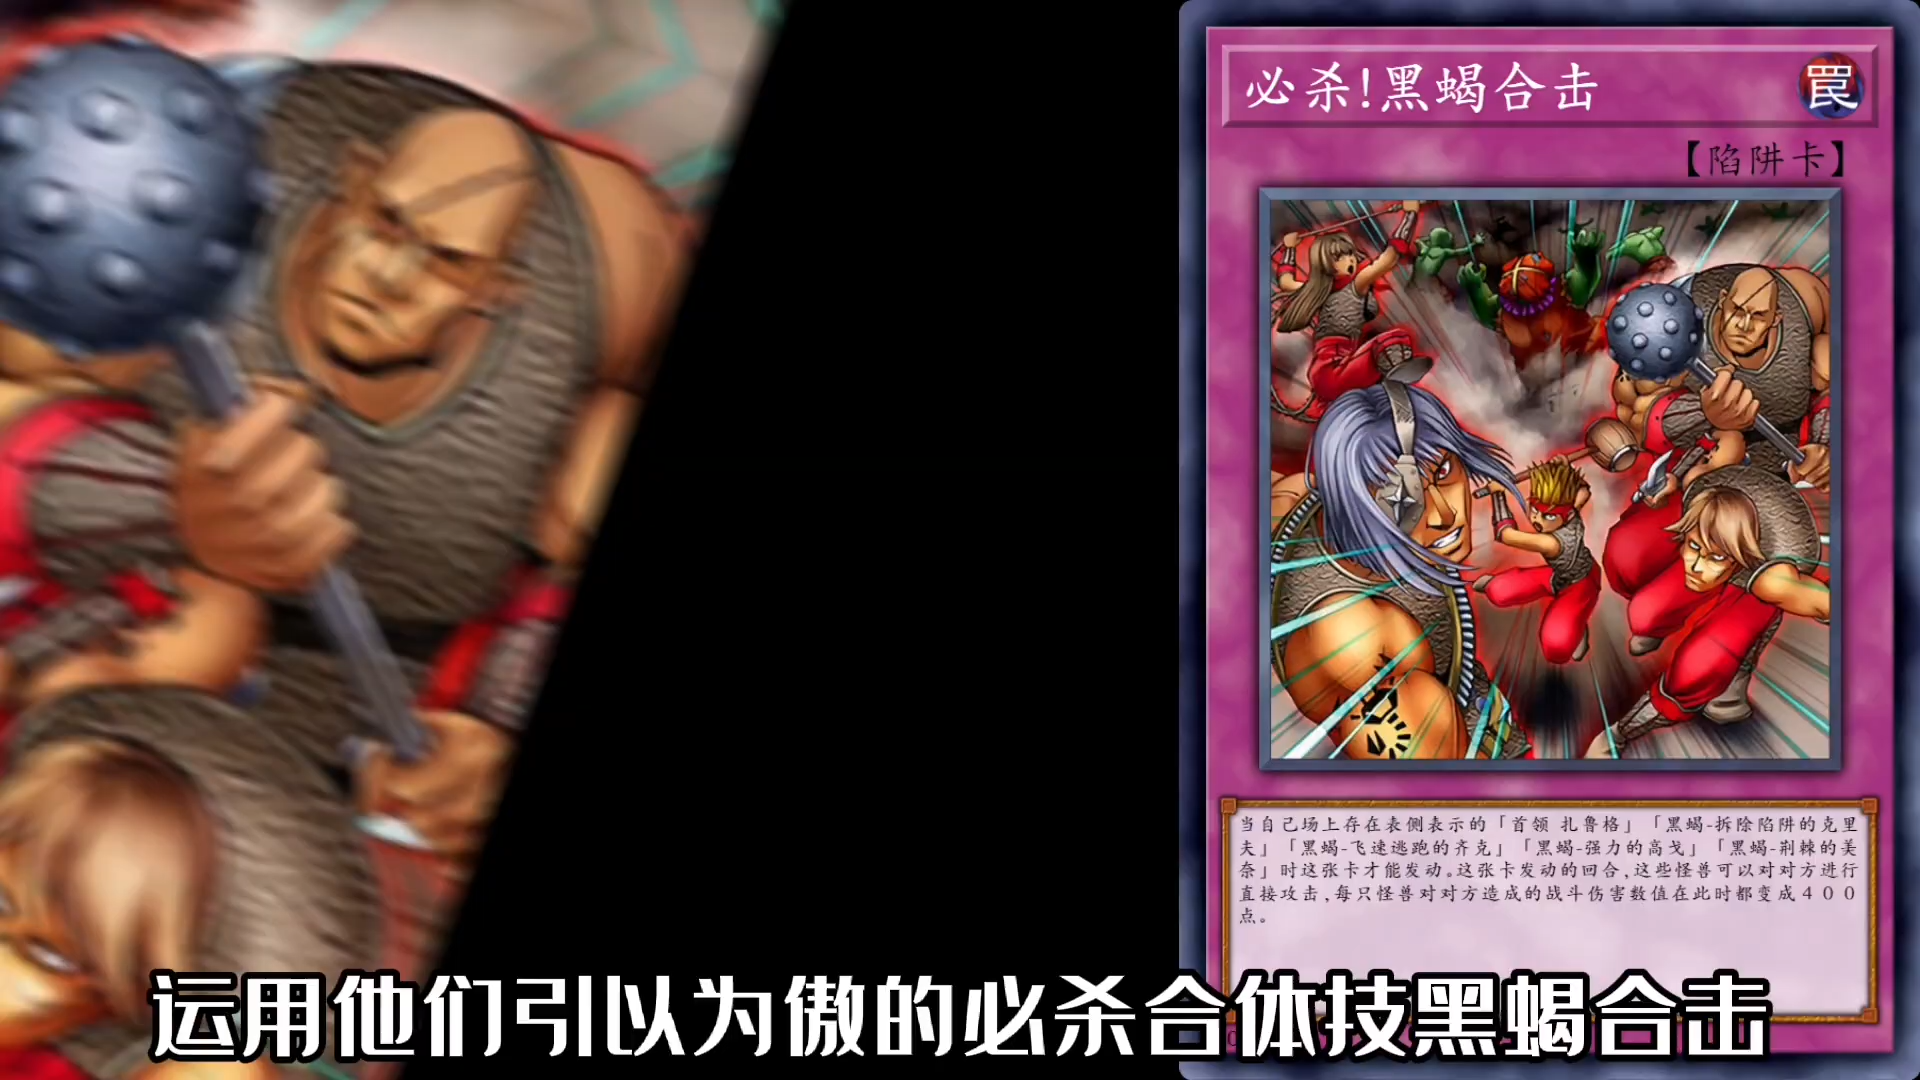 必杀!黑蝎合击
罠
【陷阱卡】
当自己场上存在表侧表示的「首领 扎鲁格」「黑蝎-拆除陷阱的克里
夫」「黑蝎-飞速逃跑的齐克」「黑蝎-强力的高戈」「黑蝎-荆棘的美
奈」时这张卡才能发动。这张卡发动的回合,这些怪兽可以对对方进行
直接攻击,每只怪兽对对方造成的战斗伤害数值在此时都变成４００
点。
运用他们引以为傲的必杀合体技黑蝎合击